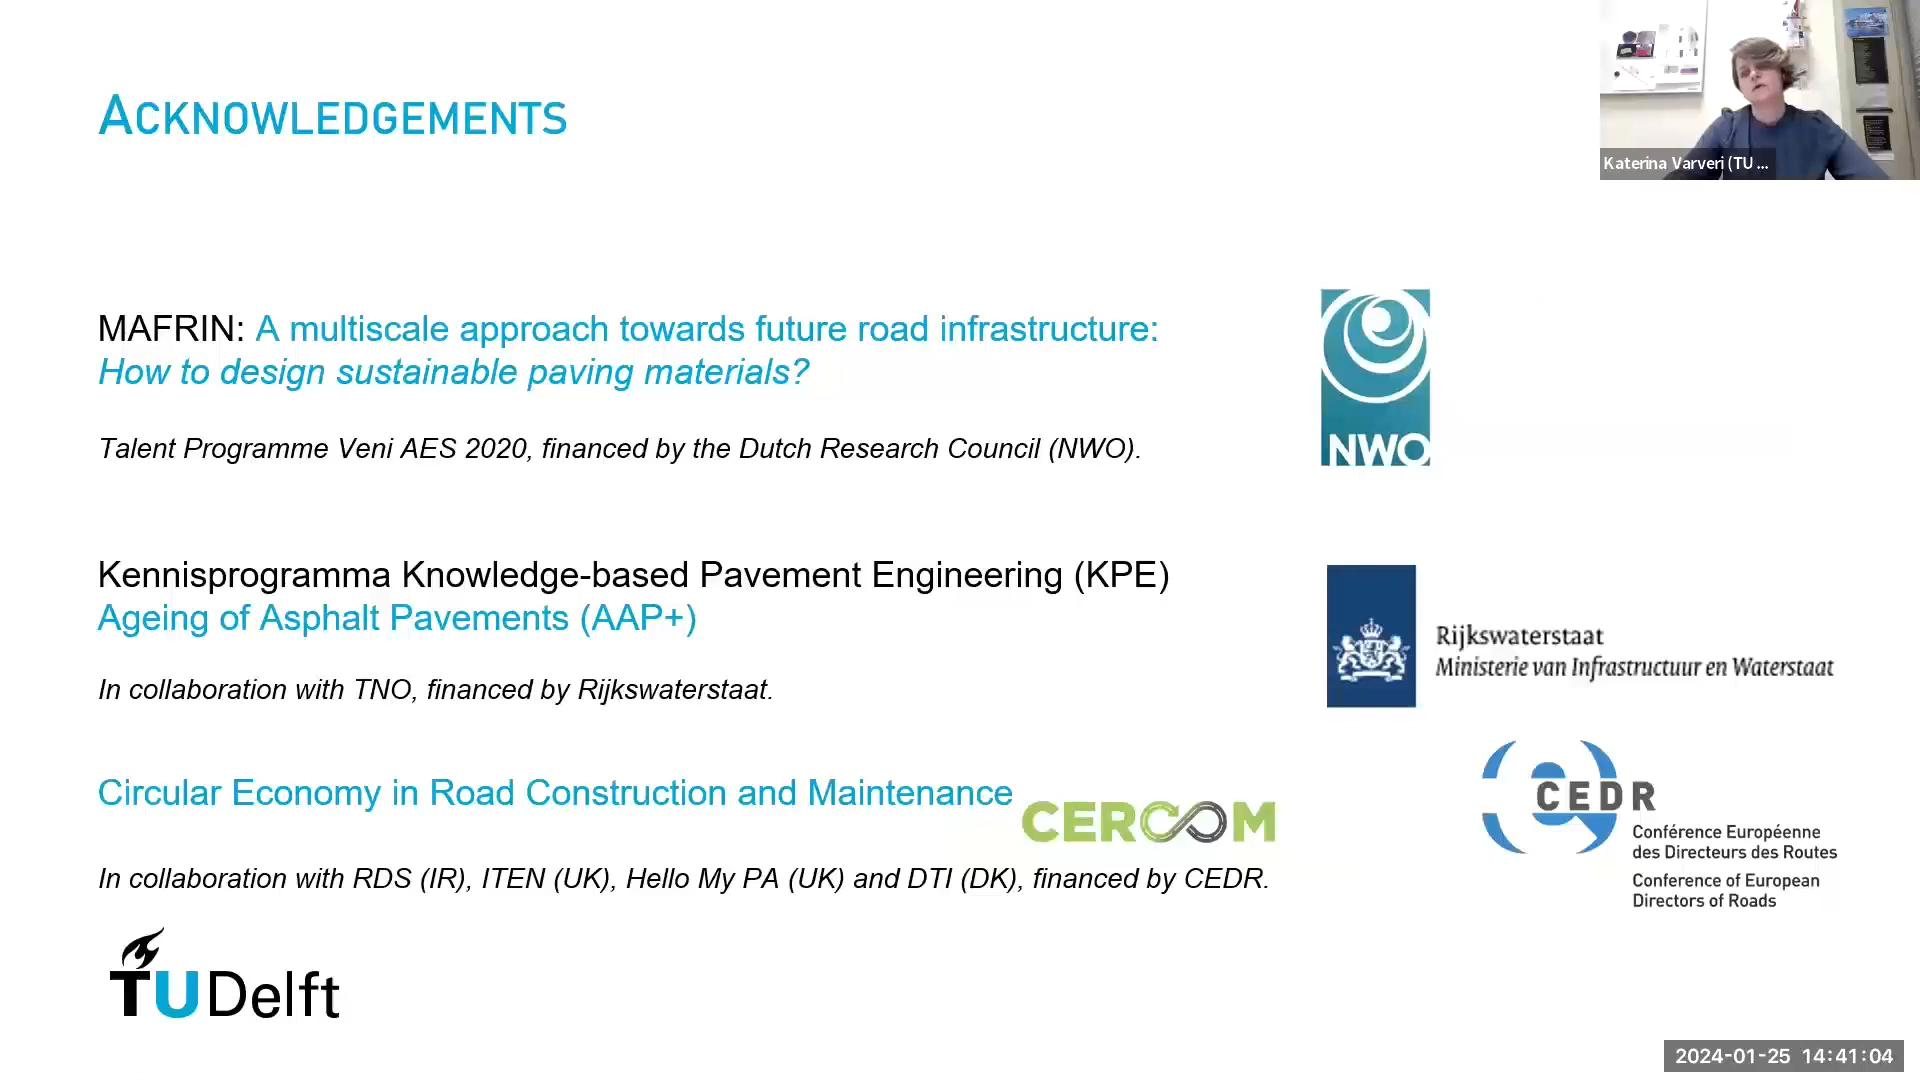 ACKNOWLEDGEMENTS
Katerina Varveri (TU ...
MAFRIN: A multiscale approach towards future road infrastructure:
How to design sustainable paving materials?
NWO
Talent Programme Veni AES 2020, financed by the Dutch Research Council (NWO).
Kennisprogramma Knowledge-based Pavement Engineering (KPE)
Ageing of Asphalt Pavements (AAP+)
Rijkswaterstaat
Ministerie van Infrastructuur en Waterstaat
In collaboration with TNO, financed by Rijkswaterstaat.
Circular Economy in Road Construction and Maintenance
CERCOM
CEDR
Conférence Européenne
des Directeurs des Routes
Conference of European
Directors of Roads
In collaboration with RDS (IR), ITEN (UK), Hello My PA (UK) and DTI (DK), financed by CEDR.
TUDelft
2024-01-25 14:41:04